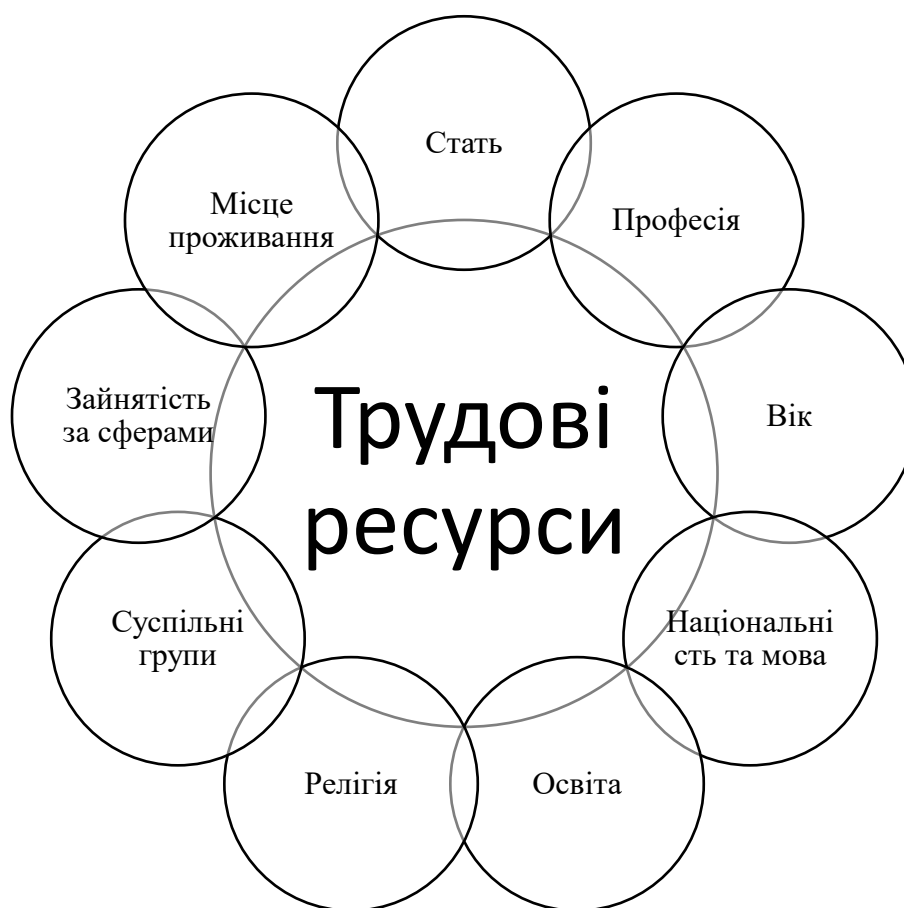 Стать
Професія
Вік
Національні
сть та мова
Освіта
Релігія
Суспільні
групи
Зайнятість
за сферами
Місце
проживання
Трудові
ресурси